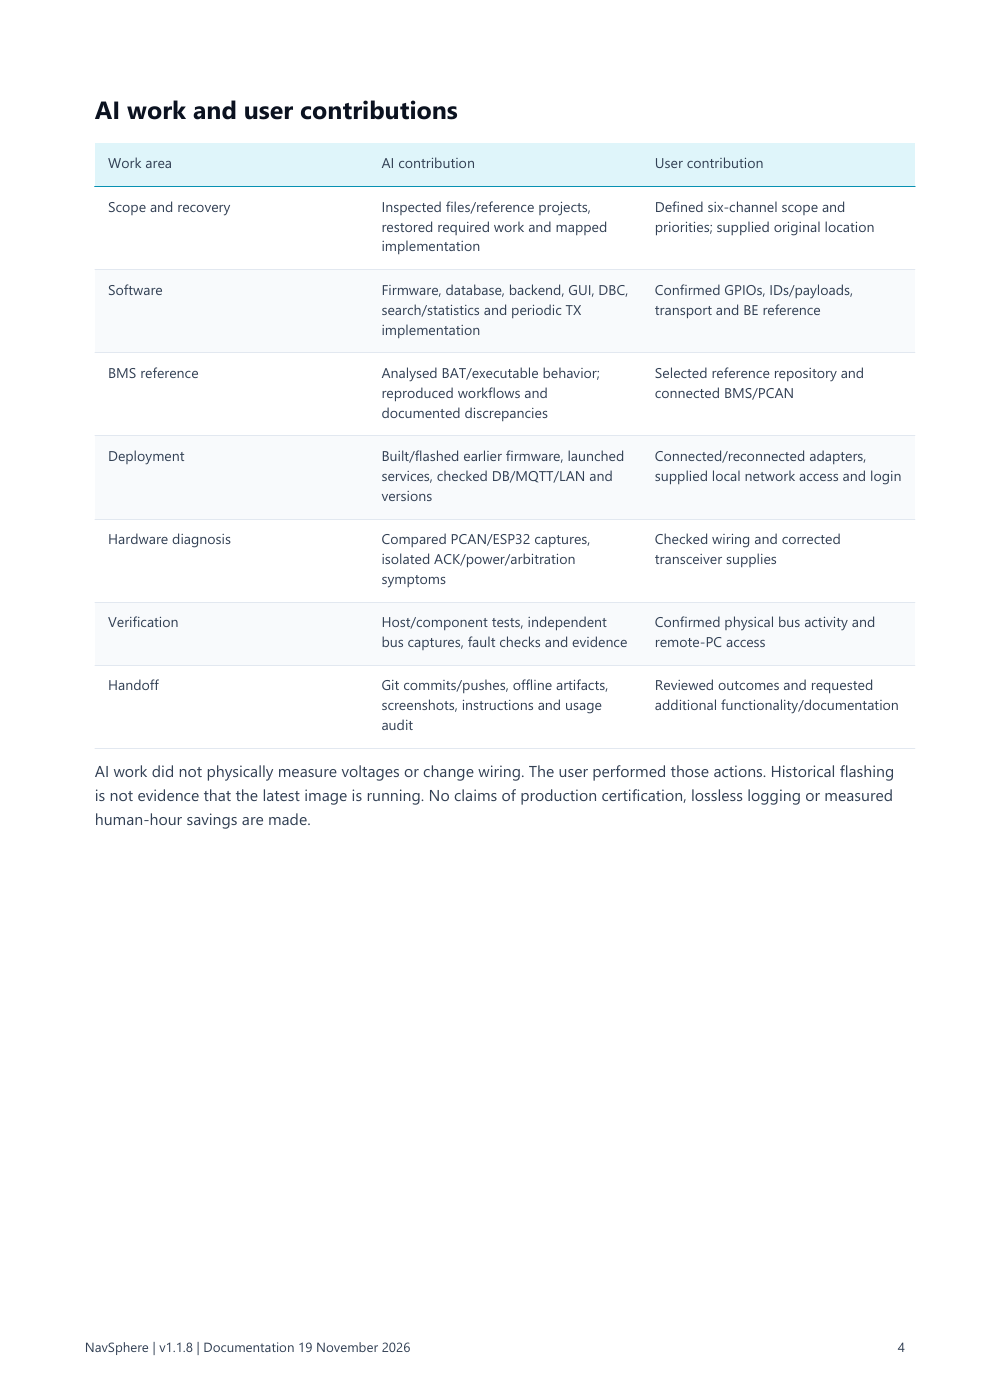 AI work and user contributions
Work area AI contribution User contribution
Scope and recovery Inspected files/reference projects, Defined six-channel scope and
restored required work and mapped priorities; supplied original location
implementation
Software Firmware, database, backend, GUI, DBC, Confirmed GPIOs, IDs/payloads,
search/statistics and periodic TX transport and BE reference
implementation
BMS reference Analysed BAT/executable behavior; Selected reference repository and
reproduced workflows and connected BMS/PCAN
documented discrepancies
Deployment Built/flashed earlier firmware, launched Connected/reconnected adapters,
services, checked DB/MQTT/LAN and supplied local network access and login
versions
Hardware diagnosis Compared PCAN/ESP32 captures, Checked wiring and corrected
isolated ACK/power/arbitration transceiver supplies
symptoms
Verification Host/component tests, independent Confirmed physical bus activity and
bus captures, fault checks and evidence remote-PC access
Handoff Git commits/pushes, offline artifacts, Reviewed outcomes and requested
screenshots, instructions and usage additional functionality/documentation
audit
AI work did not physically measure voltages or change wiring. The user performed those actions. Historical flashing
is not evidence that the latest image is running. No claims of production certification, lossless logging or measured
human-hour savings are made.
NavSphere | v1.1.8 | Documentation 19 November 2026 4